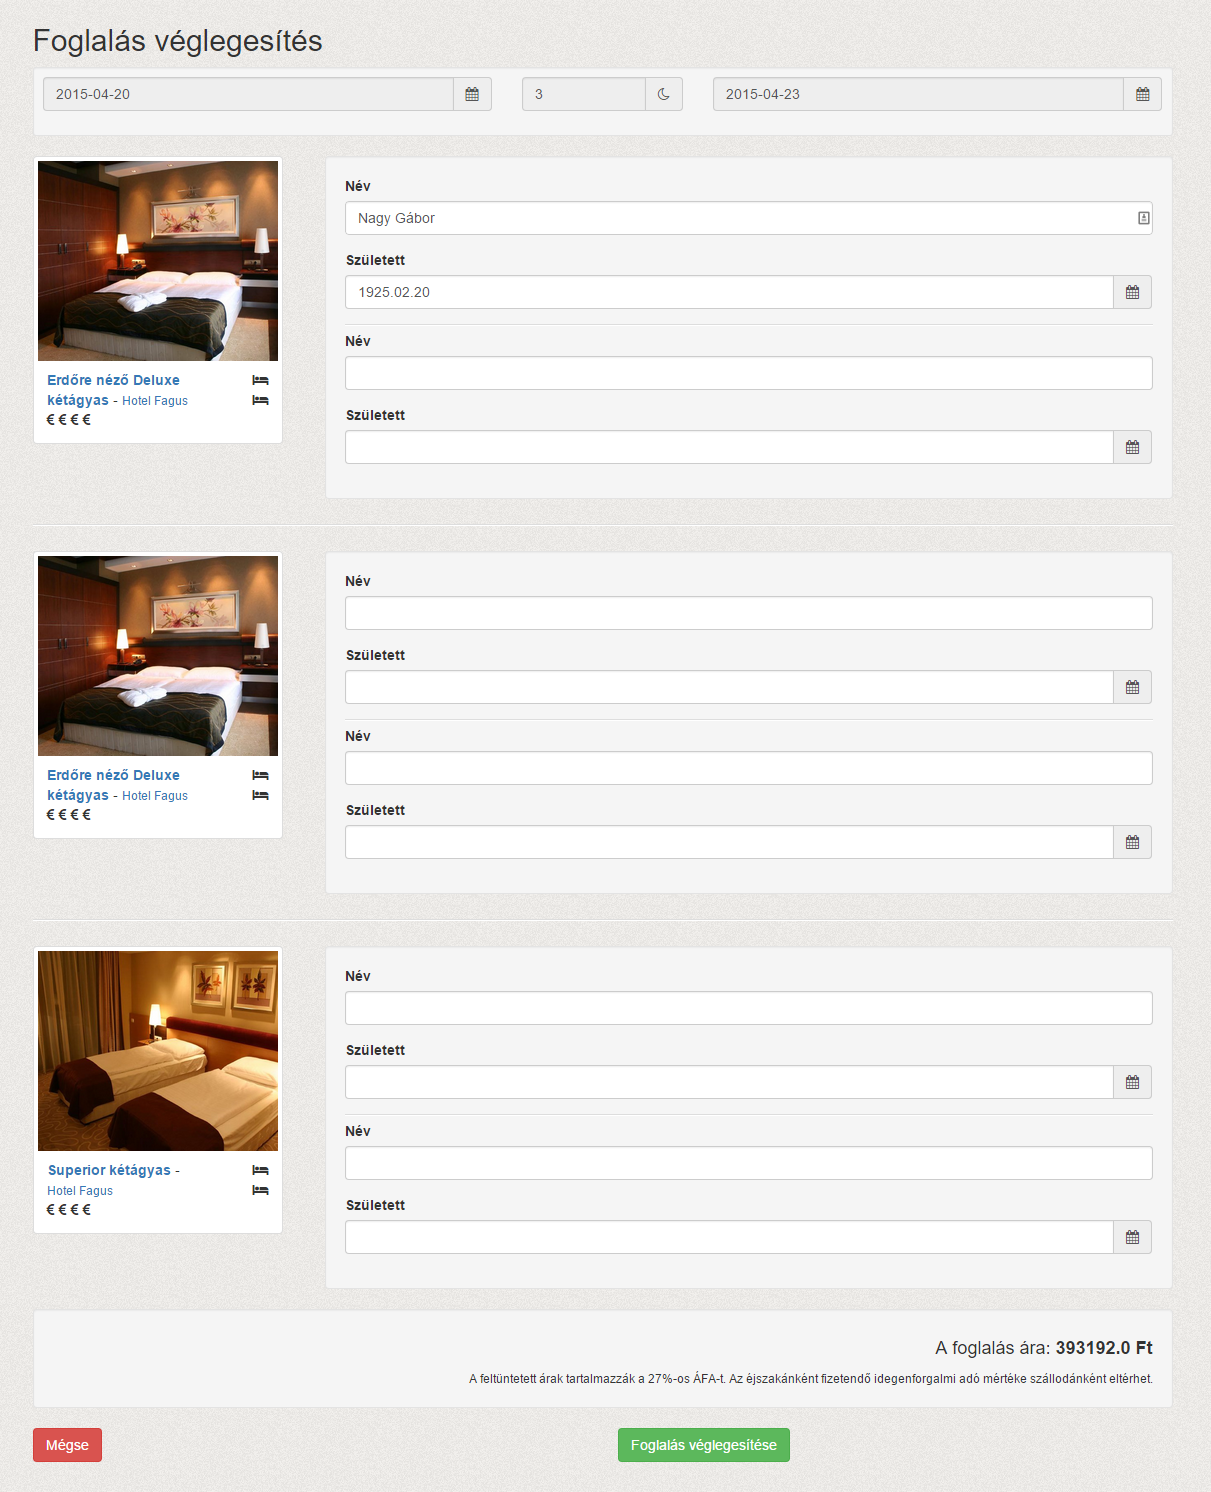 Foglalás véglegesítés
2015-04-20
3
2015-04-23
Név
Nagy Gábor
Született
1925.02.20
Név
Született
Erdőre néző Deluxe
kétágyas - Hotel Fagus
€ € € €
Név
Született
Név
Született
Erdőre néző Deluxe
kétágyas - Hotel Fagus
€ € € €
Név
Született
Név
Született
Superior kétágyas -
Hotel Fagus
€ € € €
A foglalás ára: 393192.0 Ft
A feltüntetett árak tartalmazzák a 27%-os ÁFA-t. Az éjszakánként fizetendő idegenforgalmi adó mértéke szállodánként eltérhet.
Mégse
Foglalás véglegesítése